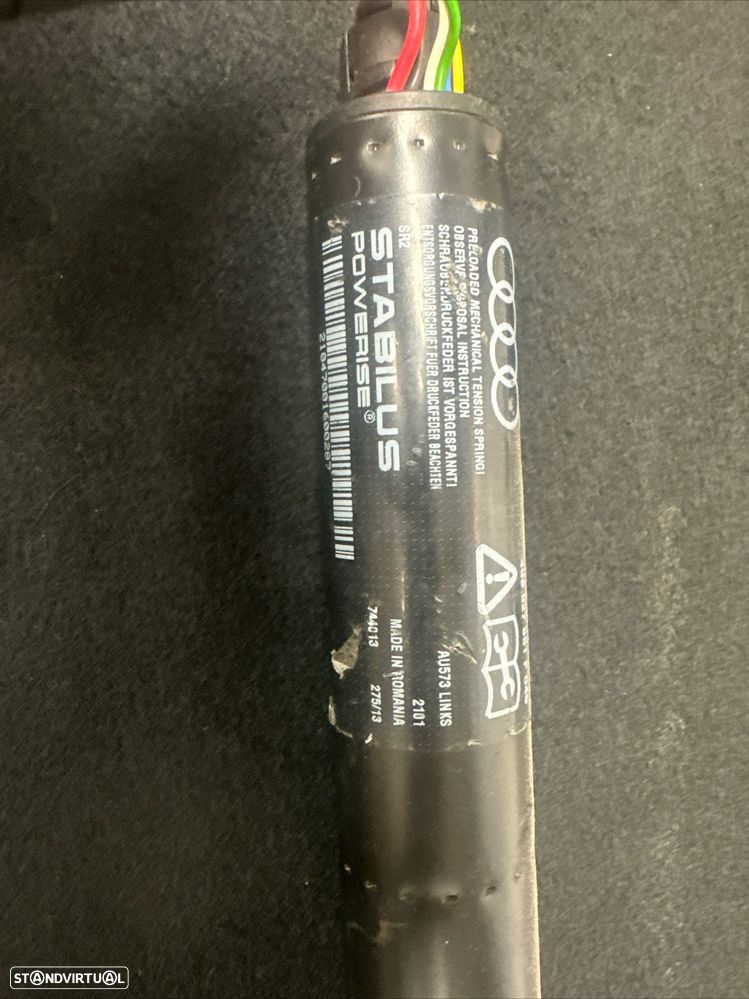 PRELOADED MECHANICAL TENSION SPRING!
OBSERVE DISPOSAL INSTRUCTION
SCHRAUBENDRUCKFEDER IST VORGESPANNT!
ENTSORGUNGSVORSCHRIFT FUER DRUCKFEDER BEACHTEN
SR2
STABILUS
POWERISE®
21047001600287
AU573 LINKS
2101
MADE IN ROMANIA
744013 275/13
STANDVIRTUAL